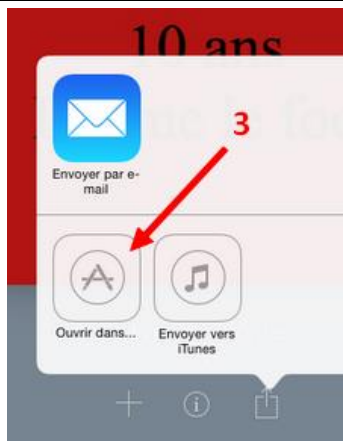 10 ans
3
Envoyer par e-
mail
Ouvrir dans...
Envoyer vers
iTunes